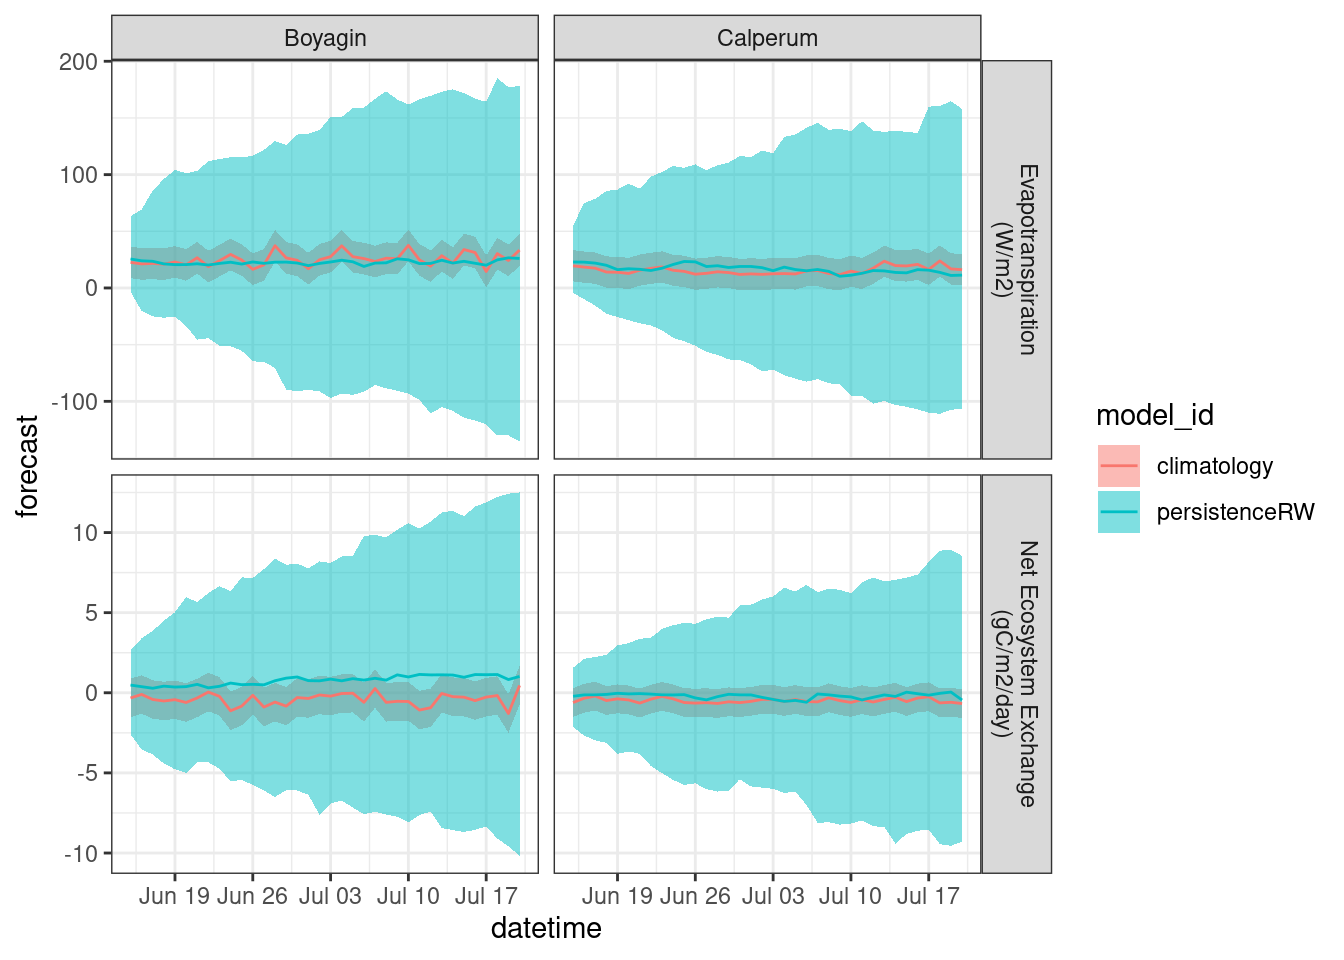 Boyagin
Calperum
200
100
0
-100
Evapotranspiration
(W/m2)
forecast
10
5
0
-5
-10
Net Ecosystem Exchange
(gC/m2/day)
Jun 19 Jun 26 Jul 03 Jul 10 Jul 17
Jun 19 Jun 26 Jul 03 Jul 10 Jul 17
datetime
model_id
climatology
persistenceRW